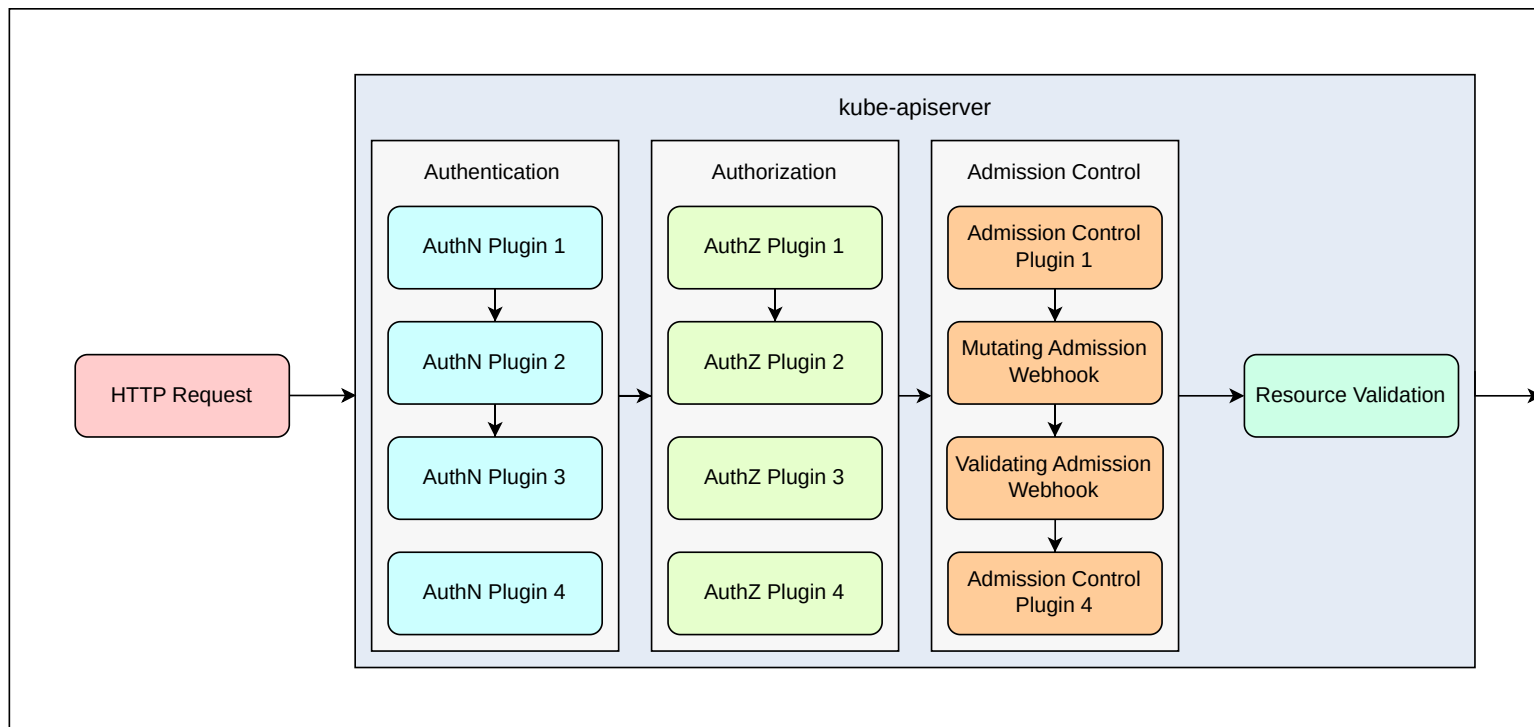 kube-apiserver
Authentication
Authorization
Admission Control
AuthN Plugin 1
AuthZ Plugin 1
Admission Control
Plugin 1
AuthN Plugin 2
AuthZ Plugin 2
Mutating Admission
Webhook
HTTP Request
Resource Validation
AuthN Plugin 3
AuthZ Plugin 3
Validating Admission
Webhook
AuthN Plugin 4
AuthZ Plugin 4
Admission Control
Plugin 4